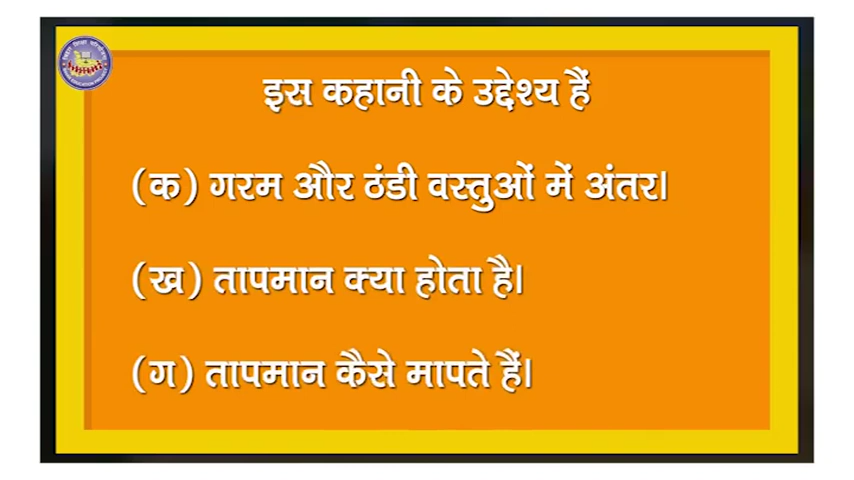 इस कहानी के उद्देश्य हैं
(क) गरम और ठंडी वस्तुओं में अंतर।
(ख) तापमान क्या होता है।
(ग) तापमान कैसे मापते हैं।